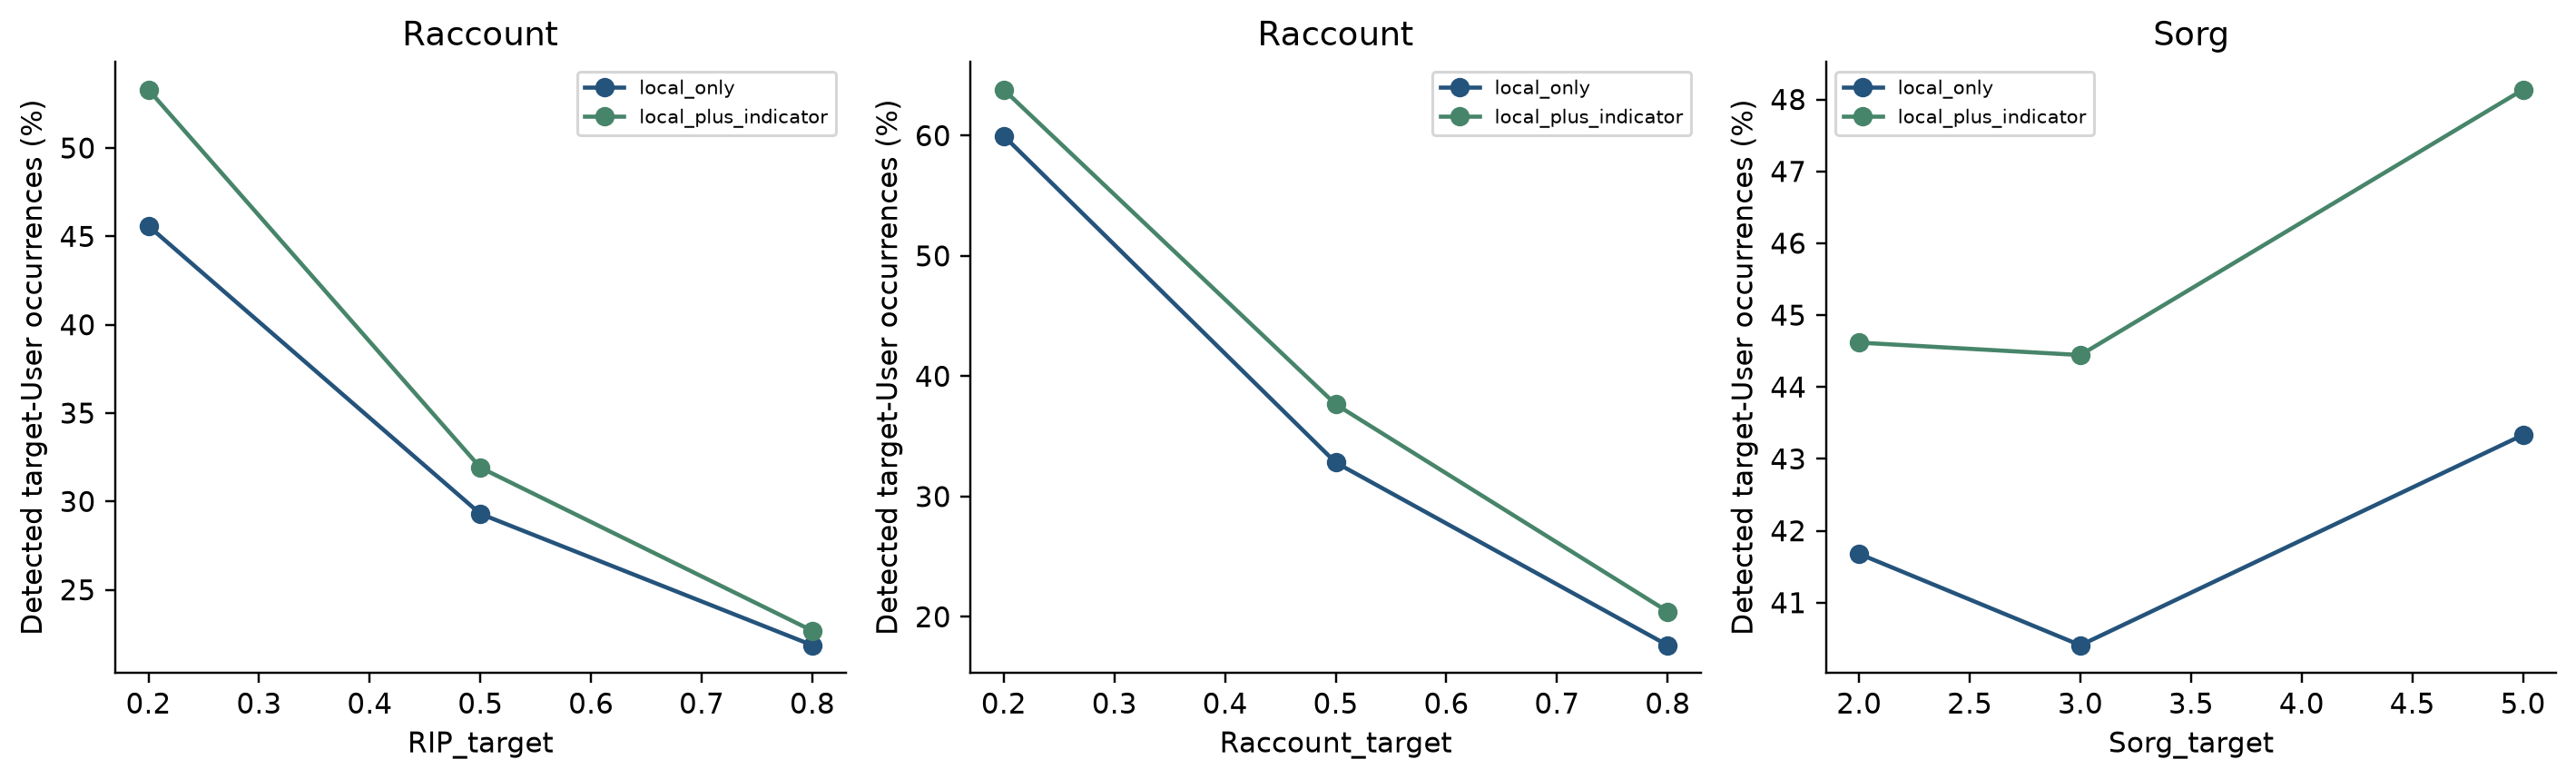 Raccount
Detected target-User occurrences (%)
50
45
40
35
30
25
local_only
local_plus_indicator
0.2 0.3 0.4 0.5 0.6 0.7 0.8
RIP_target
Raccount
Detected target-User occurrences (%)
60
50
40
30
20
local_only
local_plus_indicator
0.2 0.3 0.4 0.5 0.6 0.7 0.8
Raccount_target
Sorg
Detected target-User occurrences (%)
48
47
46
45
44
43
42
41
local_only
local_plus_indicator
2.0 2.5 3.0 3.5 4.0 4.5 5.0
Sorg_target